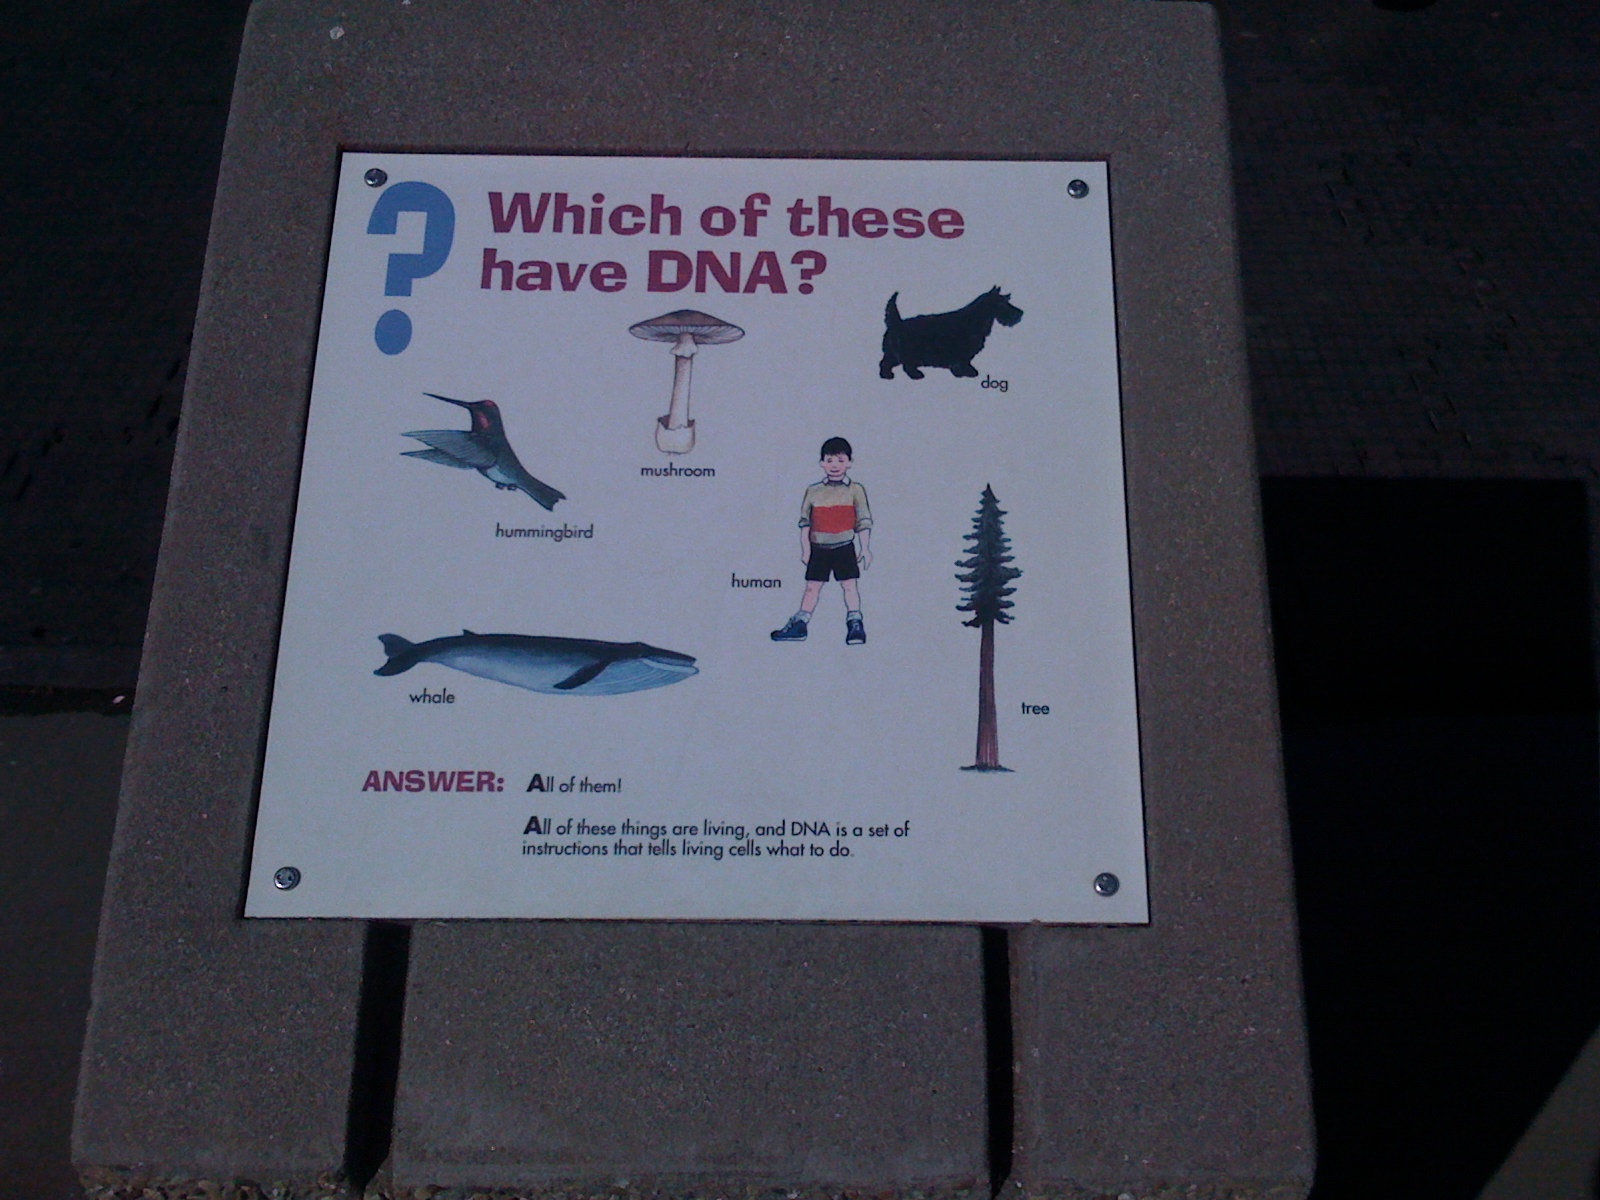 ?
Which of these
have DNA?
dog
mushroom
hummingbird
human
whale
tree
ANSWER: All of them!
All of these things are living, and DNA is a set of
instructions that tells living cells what to do.